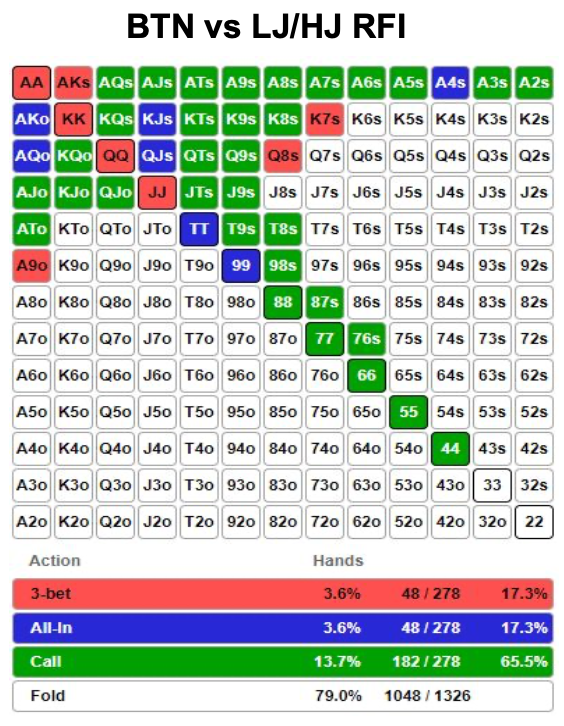 BTN vs LJ/HJ RFI
AA AKs AQs AJs ATs A9s A8s A7s A6s A5s A4s A3s A2s
AKo KK KQs KJs KTs K9s K8s K7s K6s K5s K4s K3s K2s
AQo KQo QQ QJs QTs Q9s Q8s Q7s Q6s Q5s Q4s Q3s Q2s
AJo KJo QJo JJ JTs J9s J8s J7s J6s J5s J4s J3s J2s
ATo KTo QTo JTo TT T9s T8s T7s T6s T5s T4s T3s T2s
A9o K9o Q9o J9o T9o 99 98s 97s 96s 95s 94s 93s 92s
A8o K8o Q8o J8o T8o 98o 88 87s 86s 85s 84s 83s 82s
A7o K7o Q7o J7o T7o 97o 87o 77 76s 75s 74s 73s 72s
A6o K6o Q6o J6o T6o 96o 86o 76o 66 65s 64s 63s 62s
A5o K5o Q5o J5o T5o 95o 85o 75o 65o 55 54s 53s 52s
A4o K4o Q4o J4o T4o 94o 84o 74o 64o 54o 44 43s 42s
A3o K3o Q3o J3o T3o 93o 83o 73o 63o 53o 43o 33 32s
A2o K2o Q2o J2o T2o 92o 82o 72o 62o 52o 42o 32o 22
Action Hands
3-bet 3.6% 48 / 278 17.3%
All-In 3.6% 48 / 278 17.3%
Call 13.7% 182 / 278 65.5%
Fold 79.0% 1048 / 1326